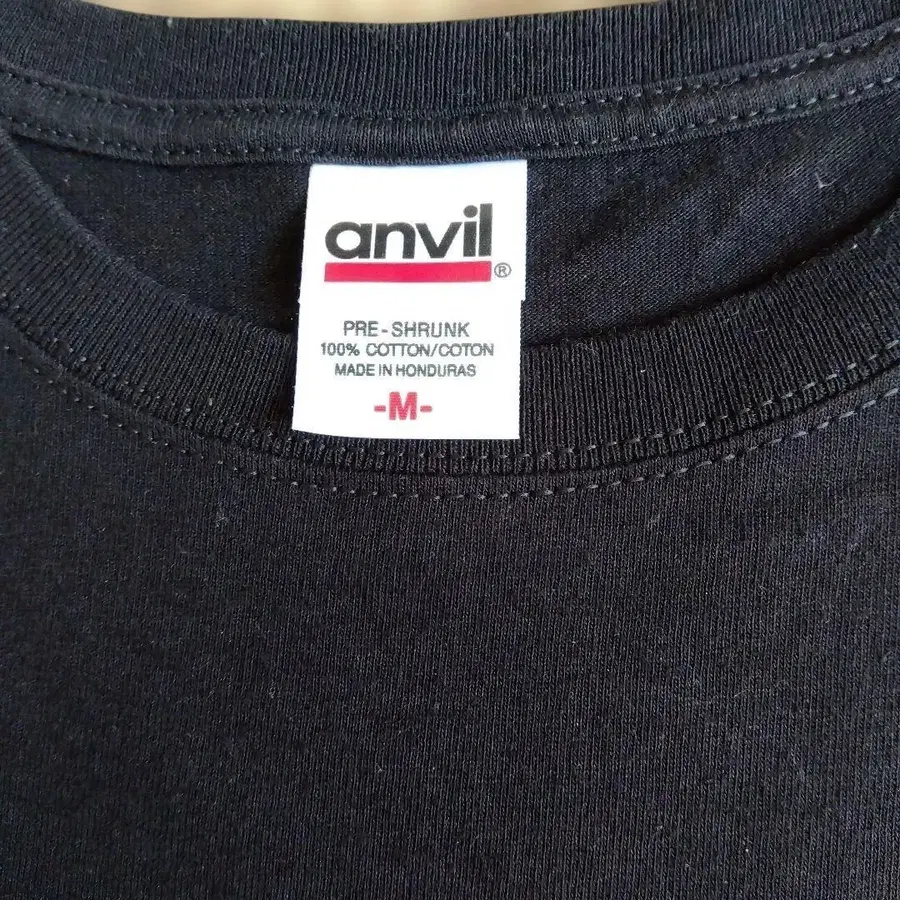 anvil®
PRE-SHRUNK
100% COTTON/COTON
MADE IN HONDURAS
-M-